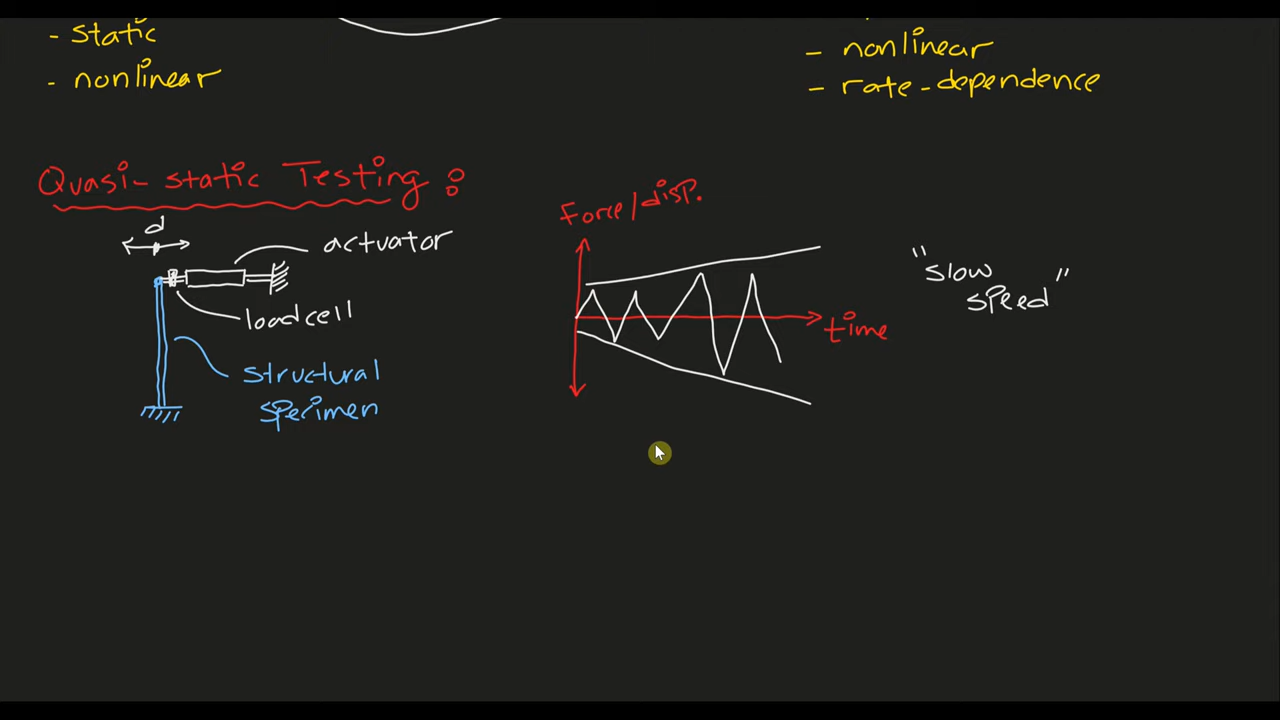 - static
- nonlinear
- nonlinear
- rate-dependence
Quasi-static Testing :
d
actuator
loadcell
structural
specimen
Force/disp.
time
"slow
speed"